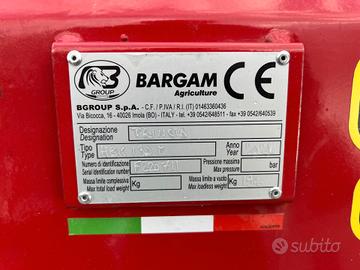 B GROUP
BARGAM CE
Agriculture
BGROUP S.p.A. - C.F. / P.IVA / R.I. (IT) 01463360436
Via Bicocca, 16 - 40026 Imola (BO) - ITALY - tel. +39 0542/648511 - fax +39 0542/640539
Designazione
Designation
Tipo
Type
Anno
Year
Numero di identificazione
Serial identification number
Pressione massima
Max pressure
bar
Massa limite complessiva
Max total load weight
Kg
Massa limite a vuoto
Max loadless weight
Kg
subito